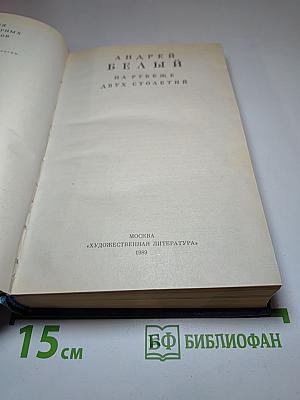 АНДРЕЙ
БЕЛЫЙ
НА РУБЕЖЕ
ДВУХ СТОЛЕТИЙ
МОСКВА
«ХУДОЖЕСТВЕННАЯ ЛИТЕРАТУРА»
1989
15 см
БФ БИБЛИОФАН